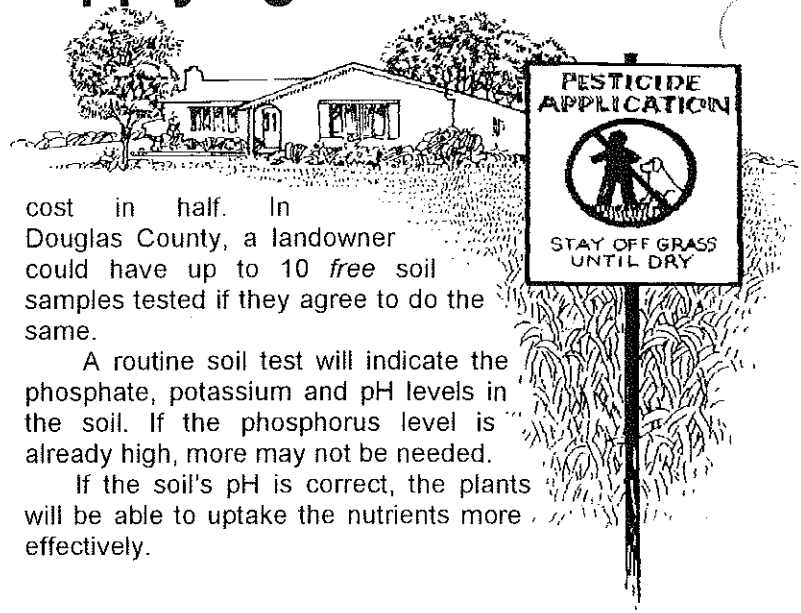 PESTICIDE
APPLICATION
STAY OFF GRASS
UNTIL DRY
cost in half. In
Douglas County, a landowner
could have up to 10 free soil
samples tested if they agree to do the
same.
A routine soil test will indicate the
phosphate, potassium and pH levels in
the soil. If the phosphorus level is
already high, more may not be needed.
If the soil's pH is correct, the plants
will be able to uptake the nutrients more
effectively.